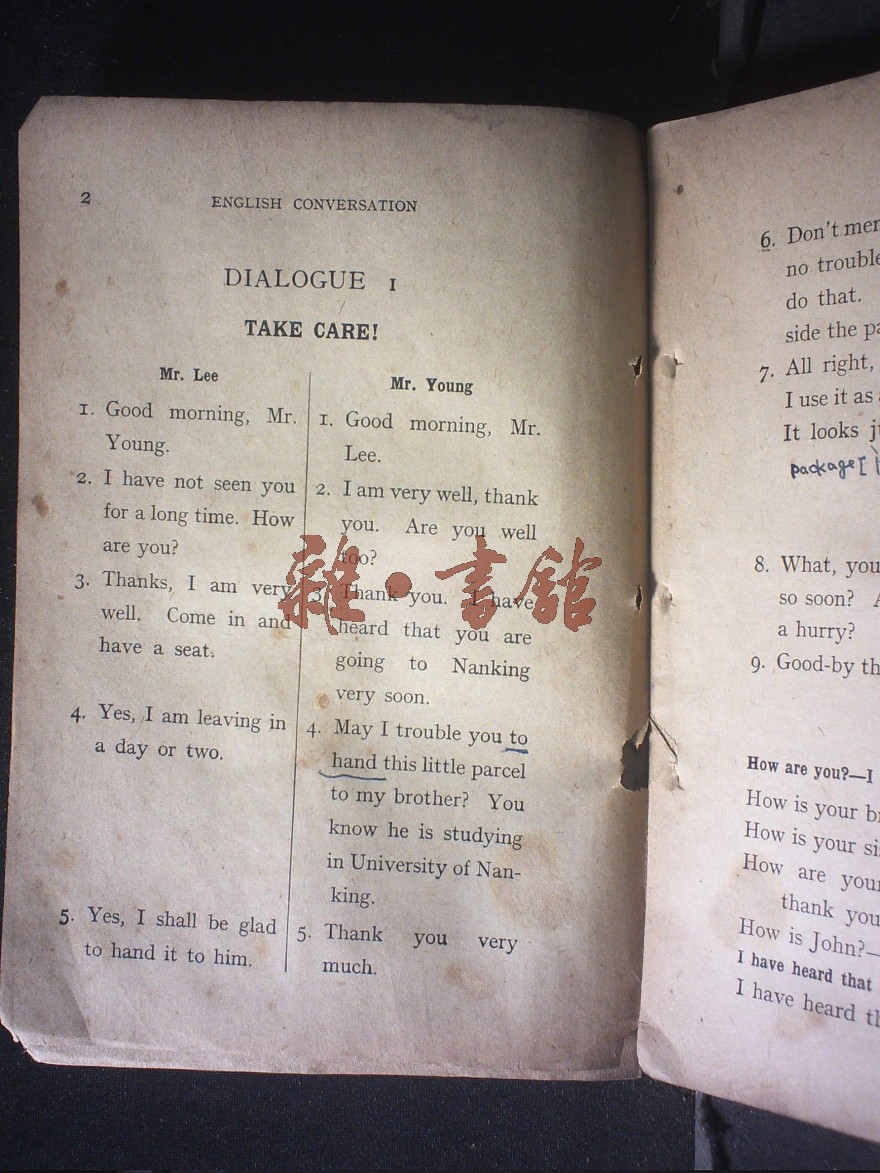 2 ENGLISH CONVERSATION
DIALOGUE 1
TAKE CARE!
Mr. Lee
1. Good morning, Mr.
Young.
2. I have not seen you
for a long time. How
are you?
3. Thanks, I am very
well. Come in and
have a seat.
4. Yes, I am leaving in
a day or two.
5. Yes, I shall be glad
to hand it to him.
Mr. Young
1. Good morning, Mr.
Lee.
2. I am very well, thank
you. Are you well
too?
3. Thank you. I have
heard that you are
going to Nanking
very soon.
4. May I trouble you to
hand this little parcel
to my brother? You
know he is studying
in University of Nan-
king.
5. Thank you very
much.
雜·書館
6. Don't
no trouble
do that.
side the
7. All right,
I use it as
It looks
package [
8. What, you
so soon?
a hurry?
9. Good-by
How are you?—I
How is your
How is your
How are your
thank you
How is John?—
I have heard that
I have heard